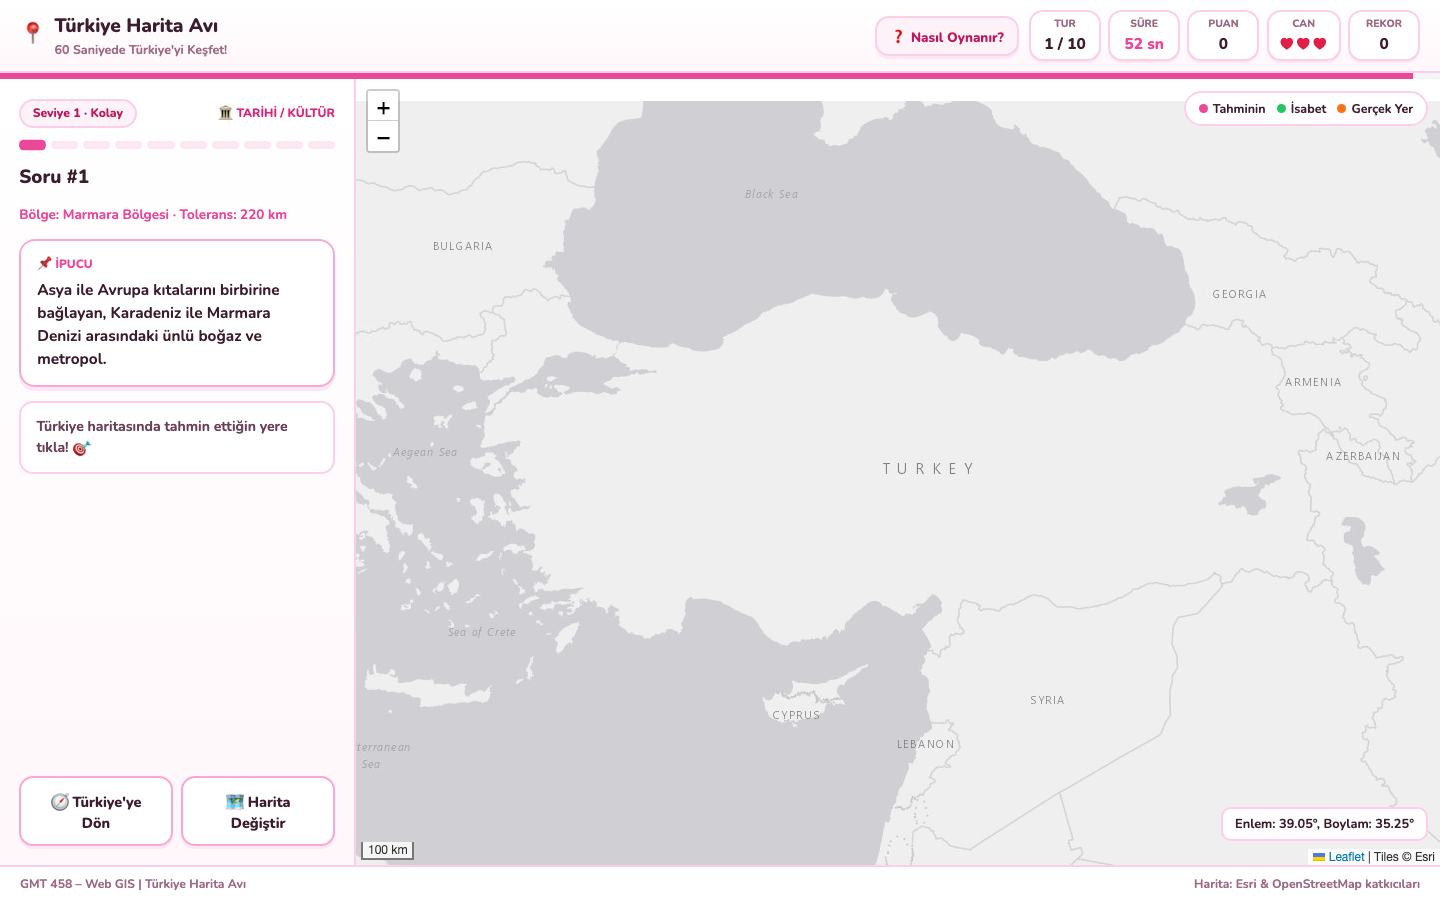 Türkiye Harita Avı
60 Saniyede Türkiye'yi Keşfet!
❓ Nasıl Oynanır?
TUR
1 / 10
SÜRE
52 sn
PUAN
0
CAN
REKOR
0
Seviye 1 · Kolay
TARİHİ / KÜLTÜR
Soru #1
Bölge: Marmara Bölgesi · Tolerans: 220 km
İPUCU
Asya ile Avrupa kıtalarını birbirine
bağlayan, Karadeniz ile Marmara
Denizi arasındaki ünlü boğaz ve
metropol.
Türkiye haritasında tahmin ettiğin yere
tıkla!
Türkiye'ye
Dön
Harita
Değiştir
+
−
Tahminin
İsabet
Gerçek Yer
Black Sea
BULGARIA
GEORGIA
ARMENIA
AZERBAIJAN
Aegean Sea
TURKEY
Sea of Crete
CYPRUS
SYRIA
LEBANON
terranean
Sea
Enlem: 39.05°, Boylam: 35.25°
100 km
Leaflet | Tiles © Esri
GMT 458 – Web GIS | Türkiye Harita Avı
Harita: Esri & OpenStreetMap katkıcıları